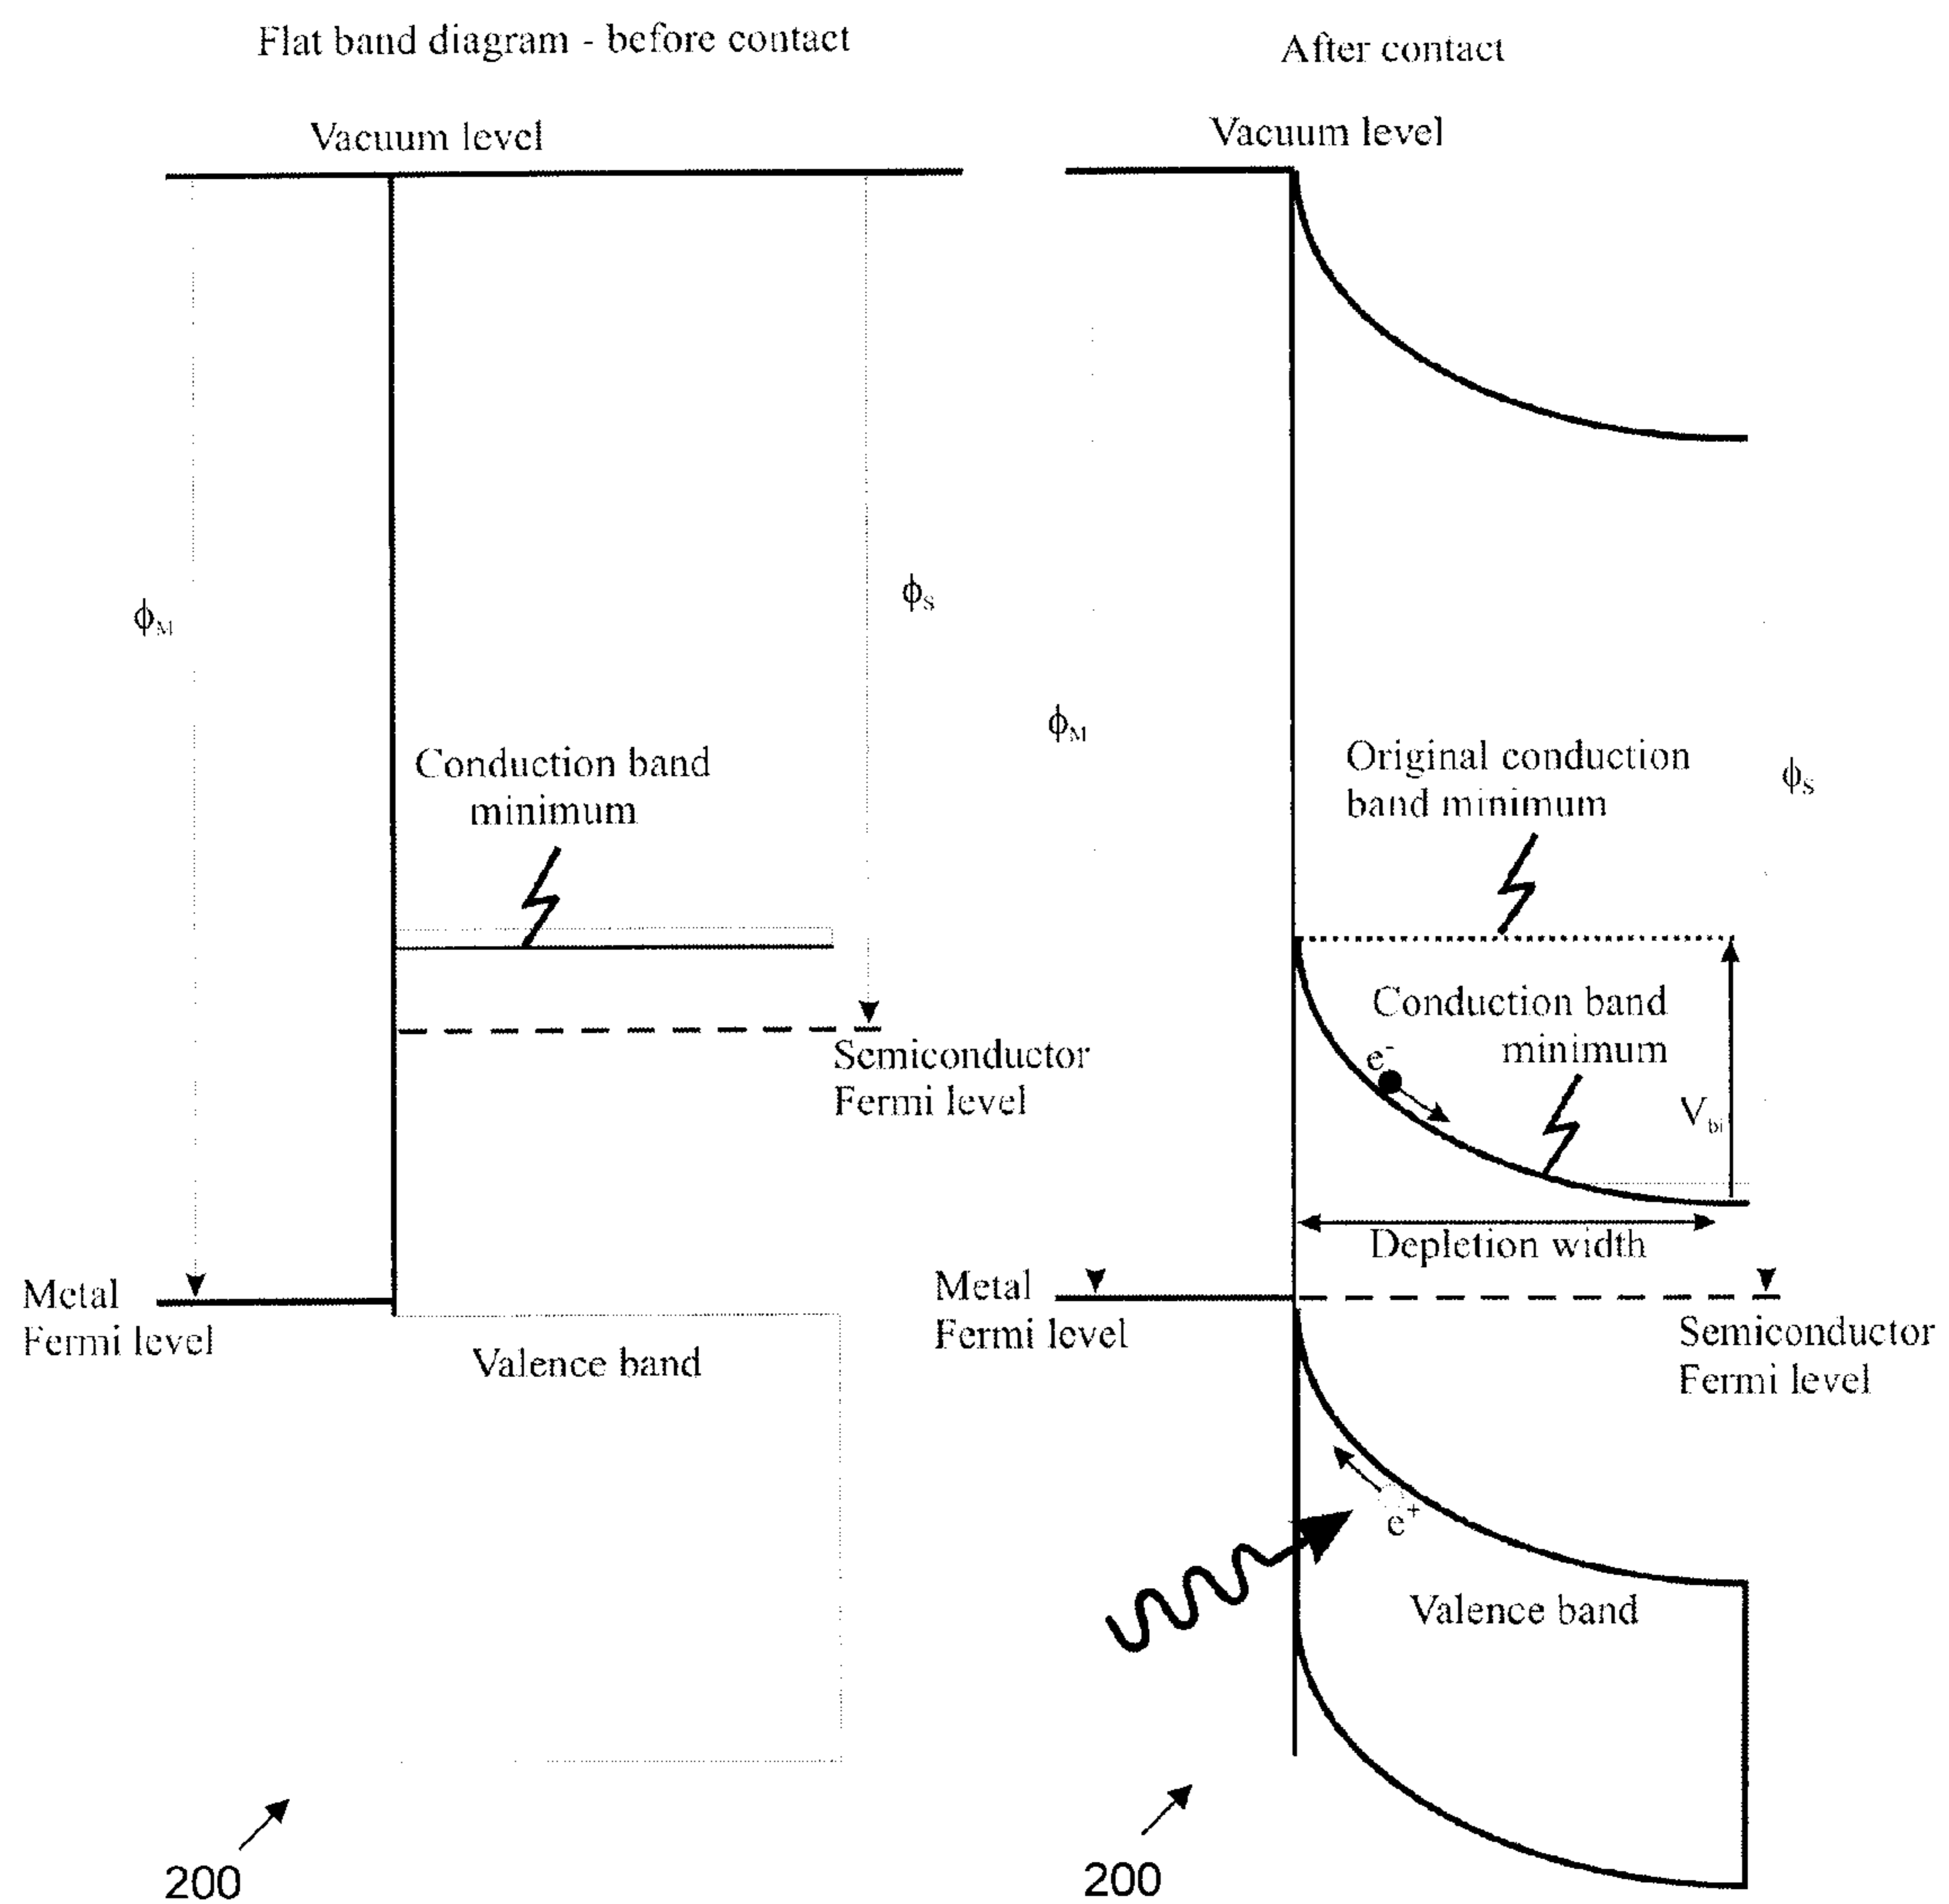 Flat band diagram - before contact
Vacuum level
ϕM
ϕS
Conduction band
minimum
Semiconductor
Fermi level
Metal
Fermi level
Valence band
200
After contact
Vacuum level
ϕM
Original conduction
band minimum
ϕS
Conduction band
minimum
e-
Vbi
Depletion width
Metal
Fermi level
Semiconductor
Fermi level
e+
Valence band
200